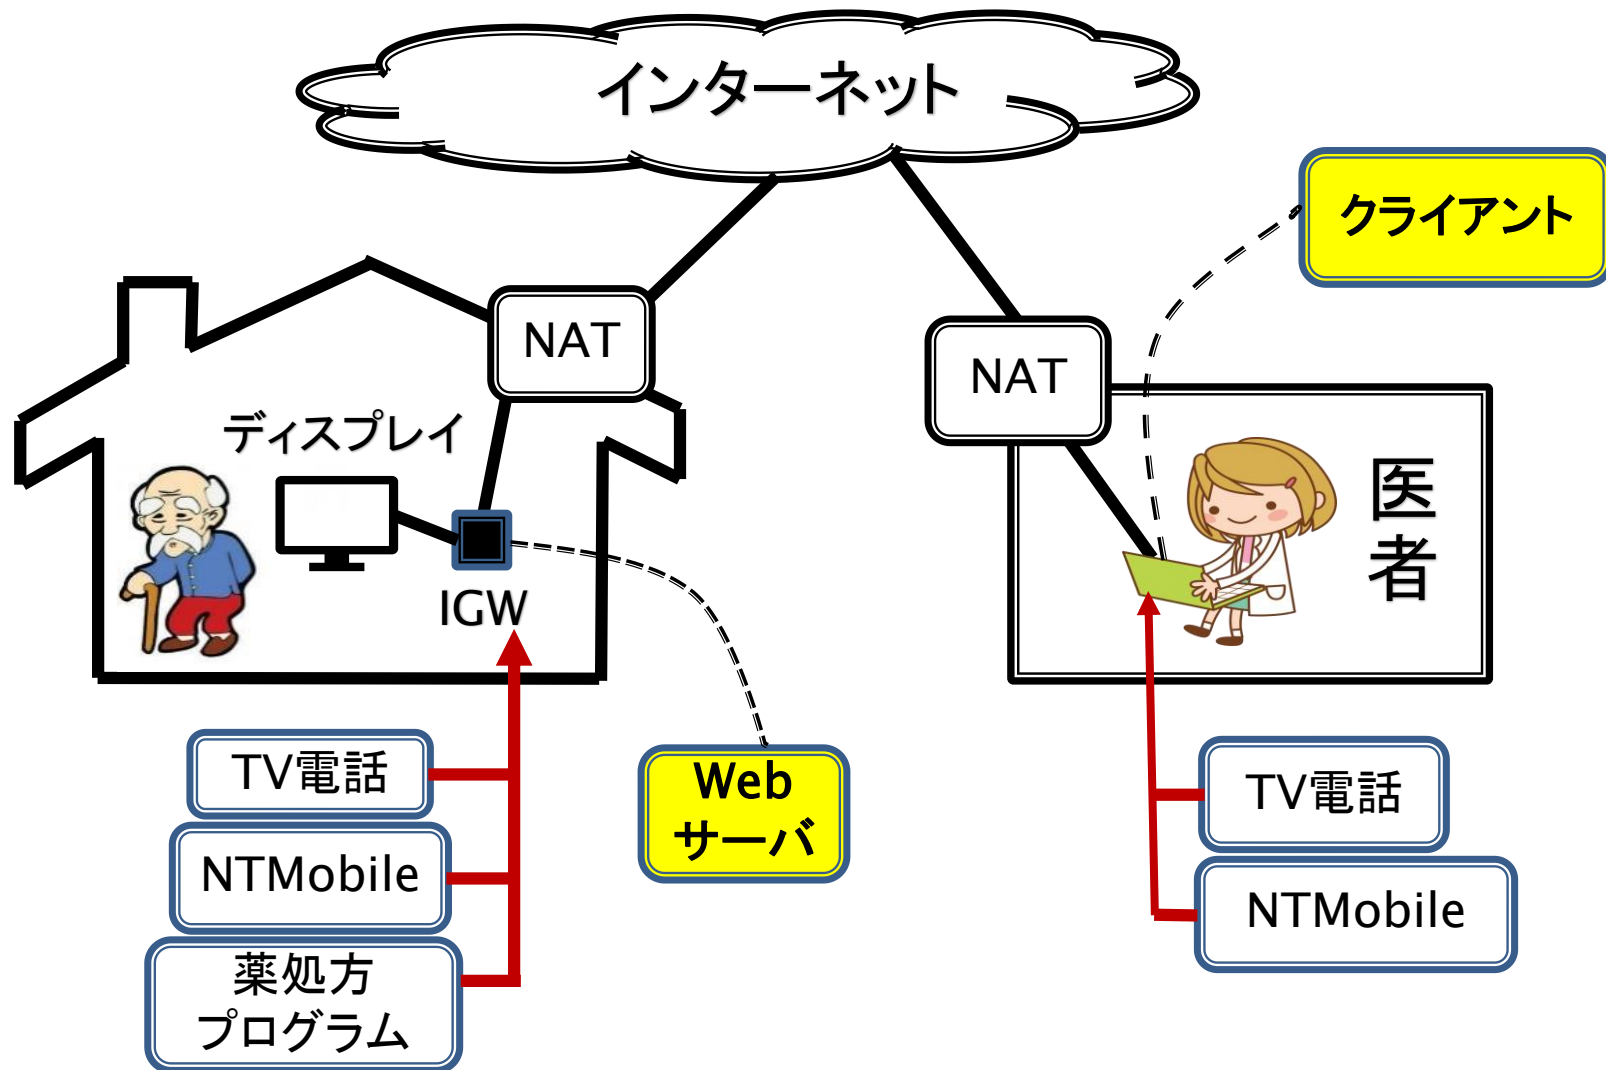 インターネット
クライアント
NAT
NAT
ディスプレイ
医
者
IGW
TV電話
Web
サーバ
TV電話
NTMobile
NTMobile
薬処方
プログラム